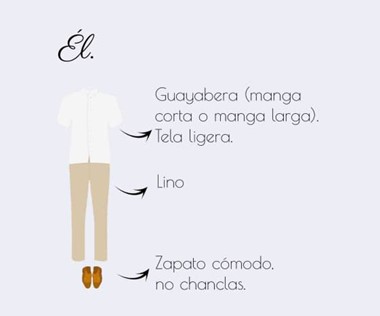 Él.
Guayabera (manga
corta o manga larga).
Tela ligera.
Lino
Zapato cómodo,
no chanclas.